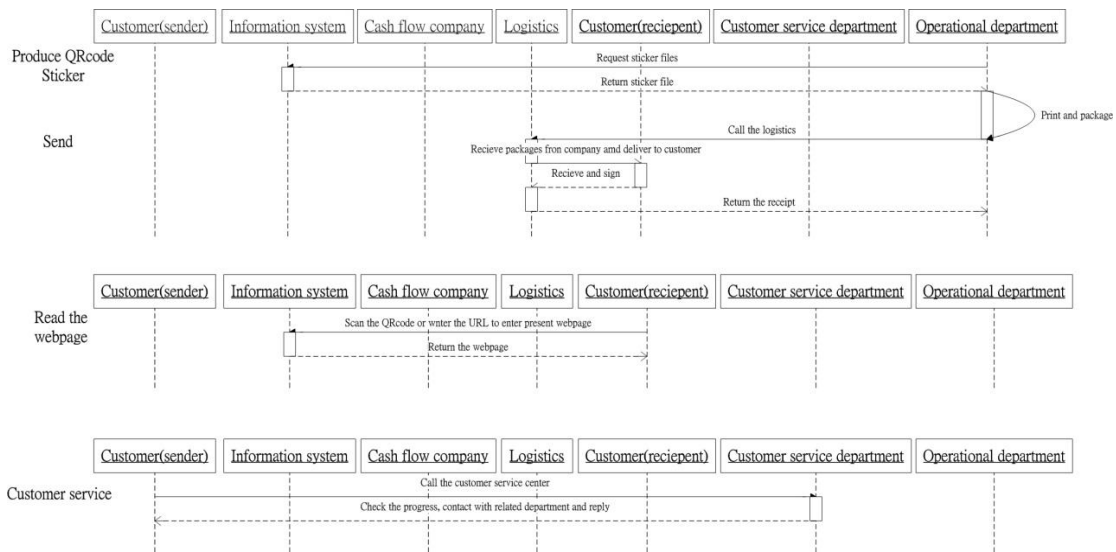 Customer(sender) Information system Cash flow company Logistics Customer(reciepent) Customer service department Operational department
Produce QRcode
Sticker
Request sticker files
Return sticker file
Print and package
Send
Call the logistics
Recieve packages fron company amd deliver to customer
Recieve and sign
Return the receipt
Customer(sender) Information system Cash flow company Logistics Customer(reciepent) Customer service department Operational department
Read the
webpage
Scan the QRcode or wnter the URL to enter present webpage
Return the webpage
Customer(sender) Information system Cash flow company Logistics Customer(reciepent) Customer service department Operational department
Customer service
Call the customer service center
Check the progress, contact with related department and reply